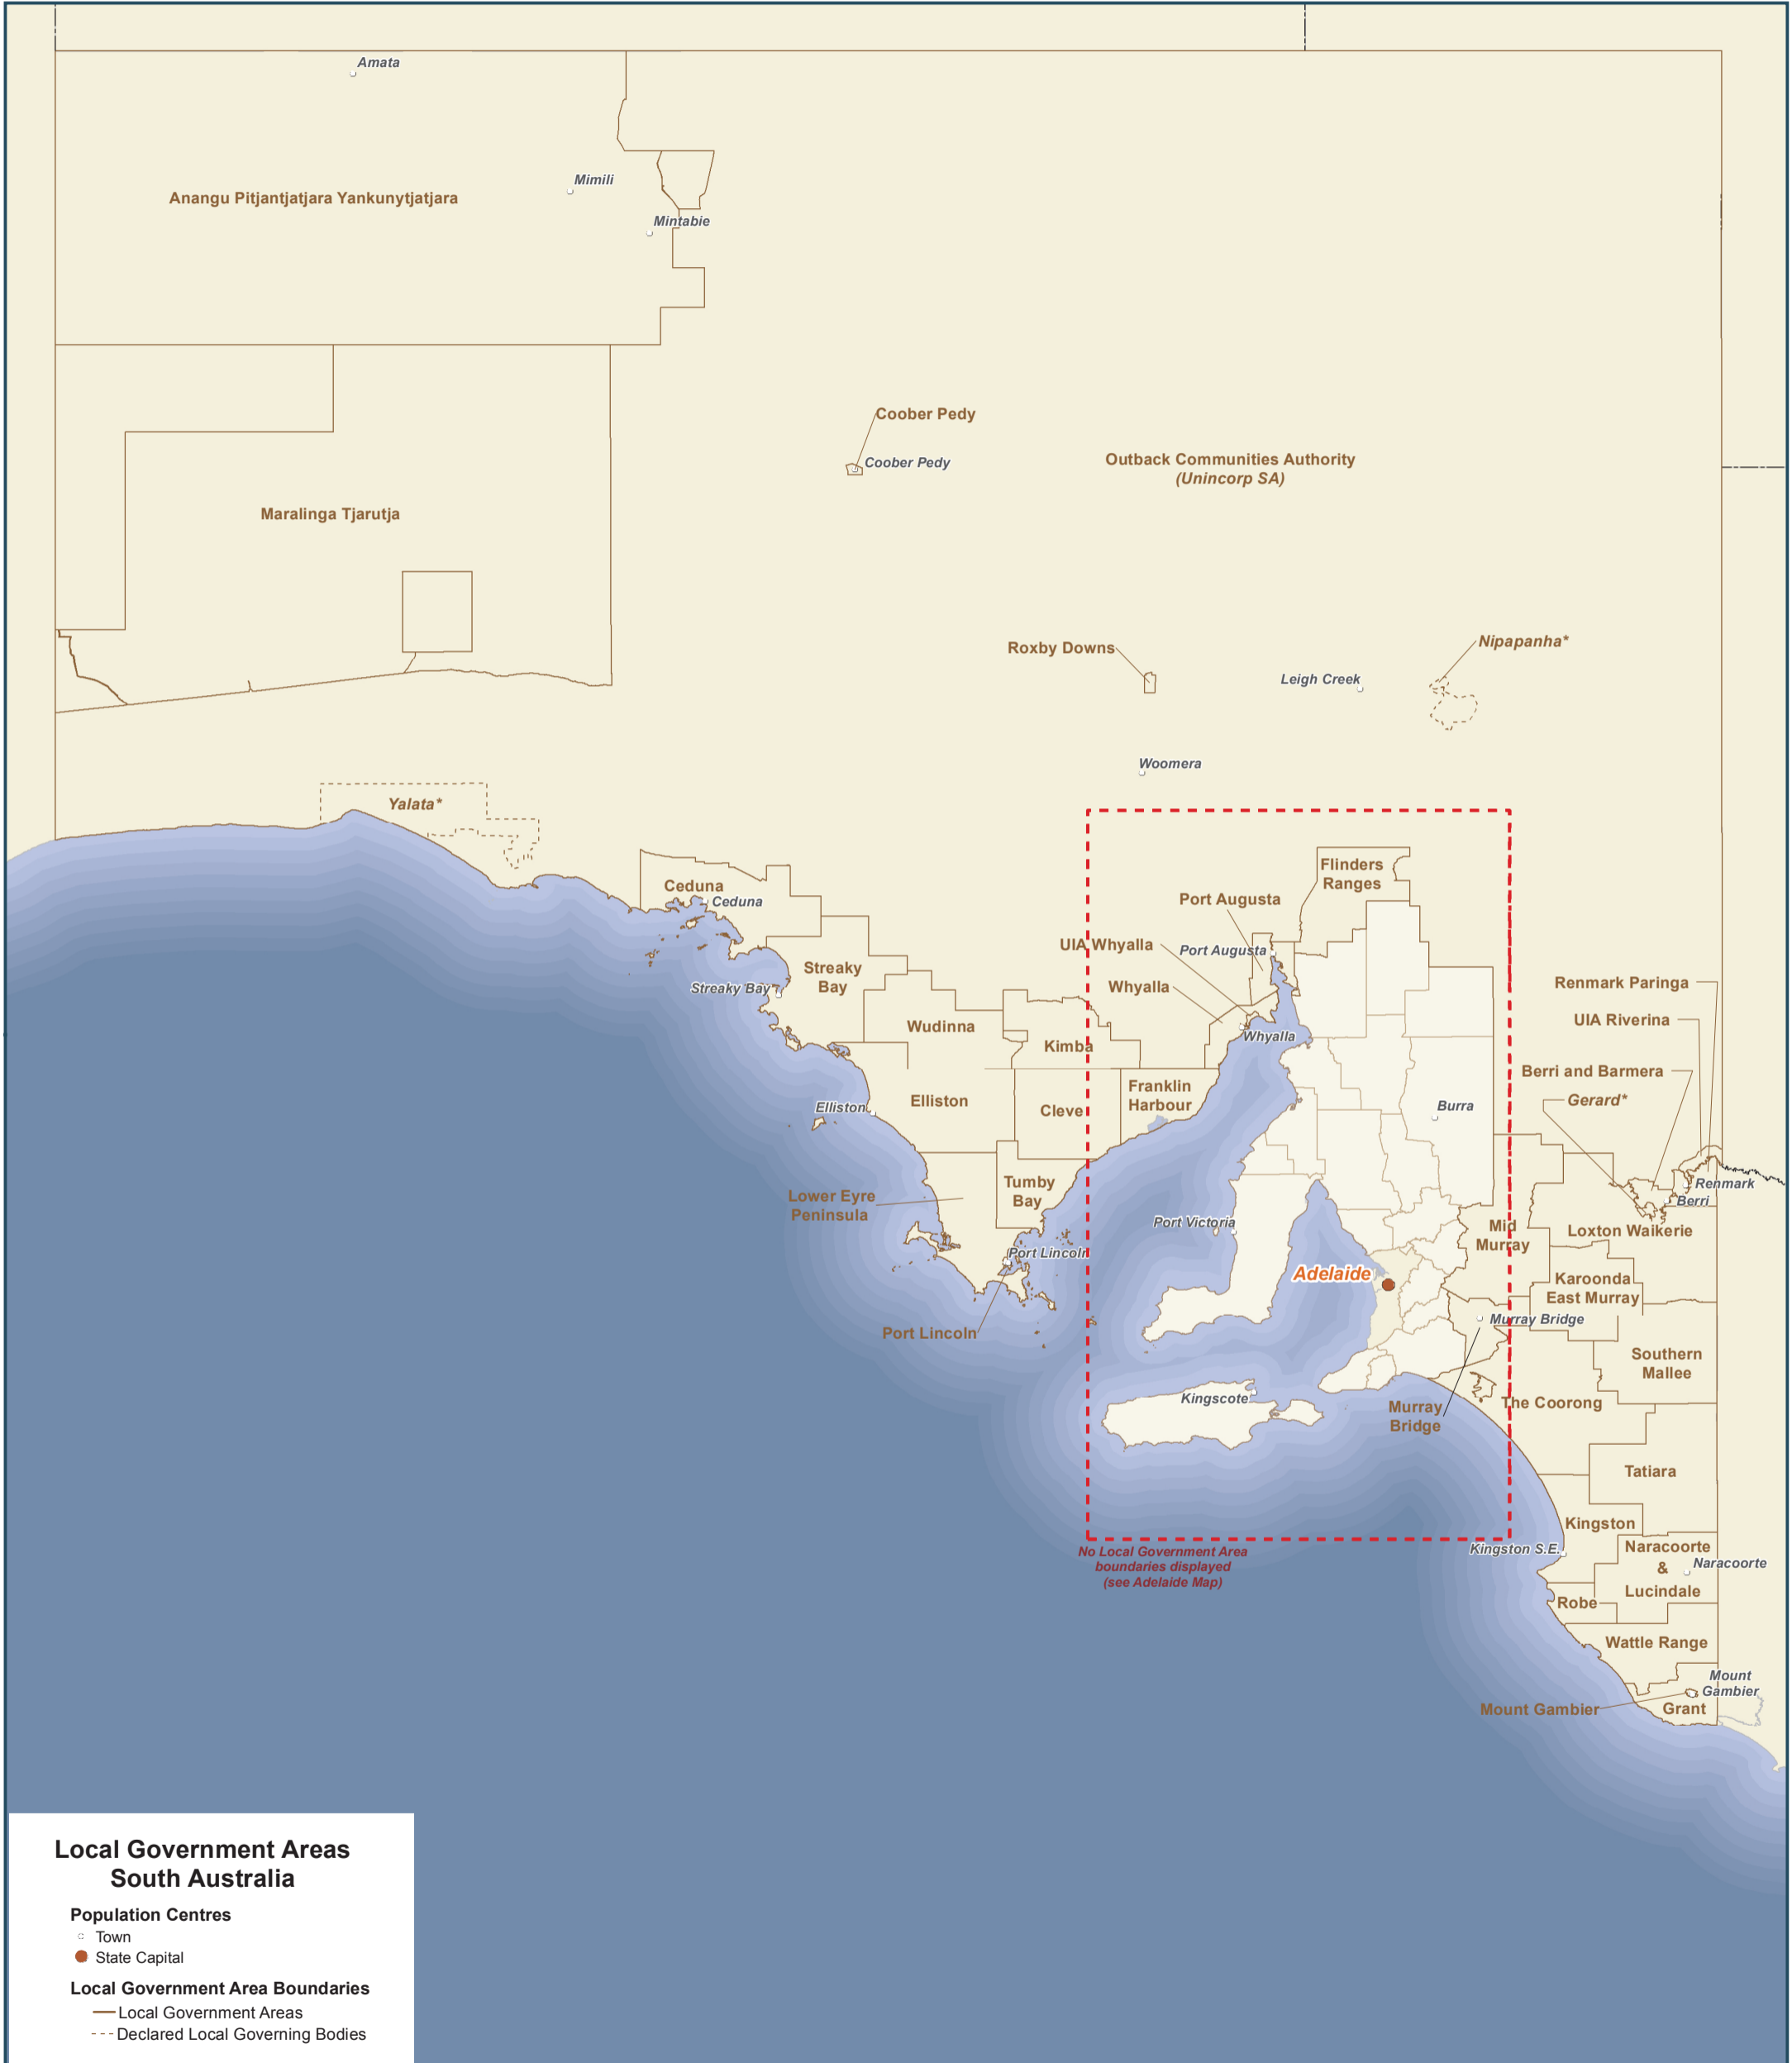 Amata
Mimili
Anangu Pitjantjatjara Yankunytjatjara
Mintabie
Coober Pedy
Coober Pedy
Outback Communities Authority
(Unincorp SA)
Maralinga Tjarutja
Roxby Downs
Nipapanha*
Leigh Creek
Woomera
Yalata*
Flinders
Ranges
Ceduna
Ceduna
Port Augusta
UIA Whyalla
Port Augusta
Streaky
Bay
Streaky Bay
Whyalla
Renmark Paringa
UIA Riverina
Wudinna
Kimba
Whyalla
Berri and Barmera
Gerard*
Franklin
Harbour
Elliston
Elliston
Cleve
Burra
Renmark
Berri
Tumby
Bay
Lower Eyre
Peninsula
Port Victoria
Mid
Murray
Loxton Waikerie
Port Lincoln
Adelaide
Karoonda
East Murray
Murray Bridge
Port Lincoln
Southern
Mallee
Kingscote
Murray
Bridge
The Coorong
Tatiara
Kingston
Kingston S.E.
No Local Government Area
boundaries displayed
(see Adelaide Map)
Naracoorte
&
Lucindale
Naracoorte
Robe
Wattle Range
Mount
Gambier
Mount Gambier
Grant
Local Government Areas
South Australia
Population Centres
Town
State Capital
Local Government Area Boundaries
Local Government Areas
Declared Local Governing Bodies